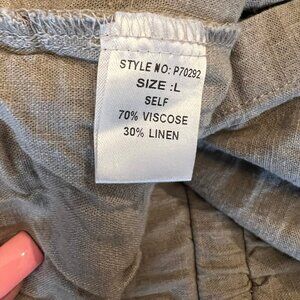 STYLE NO: P70292
SIZE :L
SELF
70% VISCOSE
30% LINEN